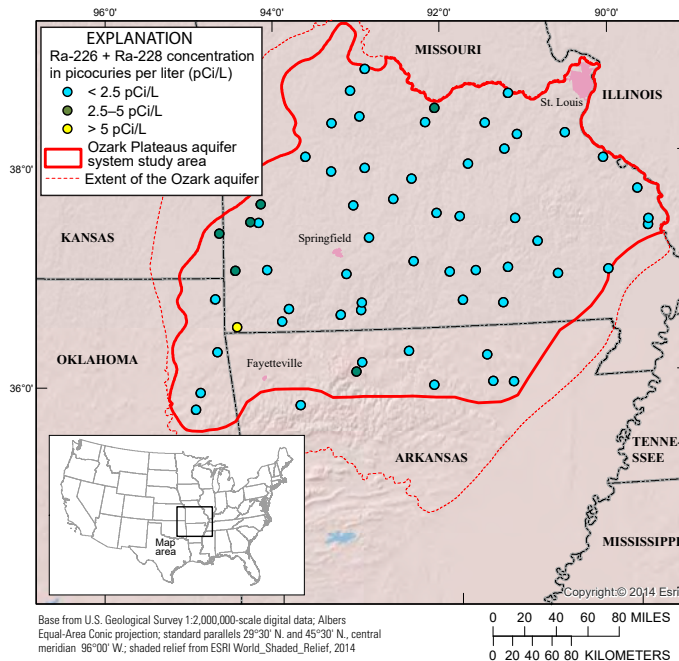 96°0'
94°0'
92°0'
90°0'
EXPLANATION
Ra-226 + Ra-228 concentration
in picocuries per liter (pCi/L)
< 2.5 pCi/L
2.5–5 pCi/L
> 5 pCi/L
Ozark Plateaus aquifer
system study area
Extent of the Ozark aquifer
MISSOURI
St. Louis
ILLINOIS
38°0'
KANSAS
Springfield
OKLAHOMA
Fayetteville
36°0'
ARKANSAS
TENNE-
SSEE
MISSISSIPPI
Map
area
Copyright:© 2014 Esri
Base from U.S. Geological Survey 1:2,000,000-scale digital data; Albers
Equal-Area Conic projection; standard parallels 29°30' N. and 45°30' N., central
meridian 96°00' W.; shaded relief from ESRI World_Shaded_Relief, 2014
0 20 40 60 80 MILES
0 20 40 60 80 KILOMETERS